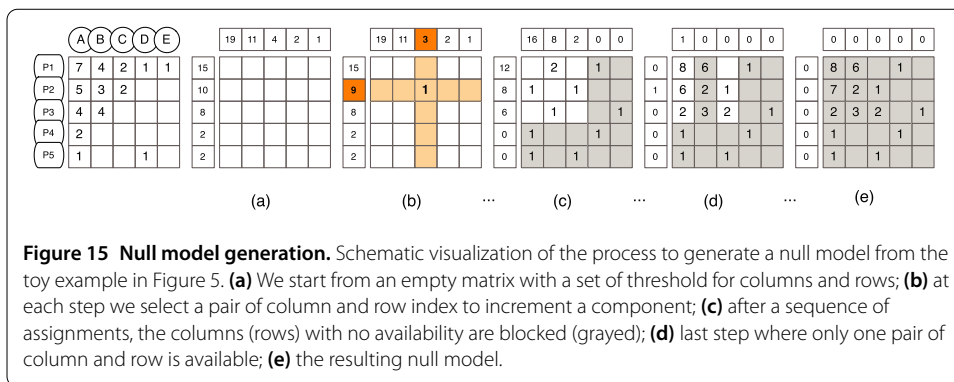 A B C D E 19 11 4 2 1 19 11 3 2 1 16 8 2 0 0 1 0 0 0 0 0 0 0 0 0
P1 7 4 2 1 1 15 15 12 2 1 0 8 6 1 0 8 6 1
P2 5 3 2 10 9 1 8 1 1 1 6 2 1 0 7 2 1
P3 4 4 8 8 6 1 1 0 2 3 2 1 0 2 3 2 1
P4 2 2 2 0 1 1 0 1 1 0 1 1
P5 1 1 2 2 0 1 1 0 1 1 0 1 1
(a) (b) ... (c) ... (d) ... (e)
Figure 15 Null model generation. Schematic visualization of the process to generate a null model from the
toy example in Figure 5. (a) We start from an empty matrix with a set of threshold for columns and rows; (b) at
each step we select a pair of column and row index to increment a component; (c) after a sequence of
assignments, the columns (rows) with no availability are blocked (grayed); (d) last step where only one pair of
column and row is available; (e) the resulting null model.